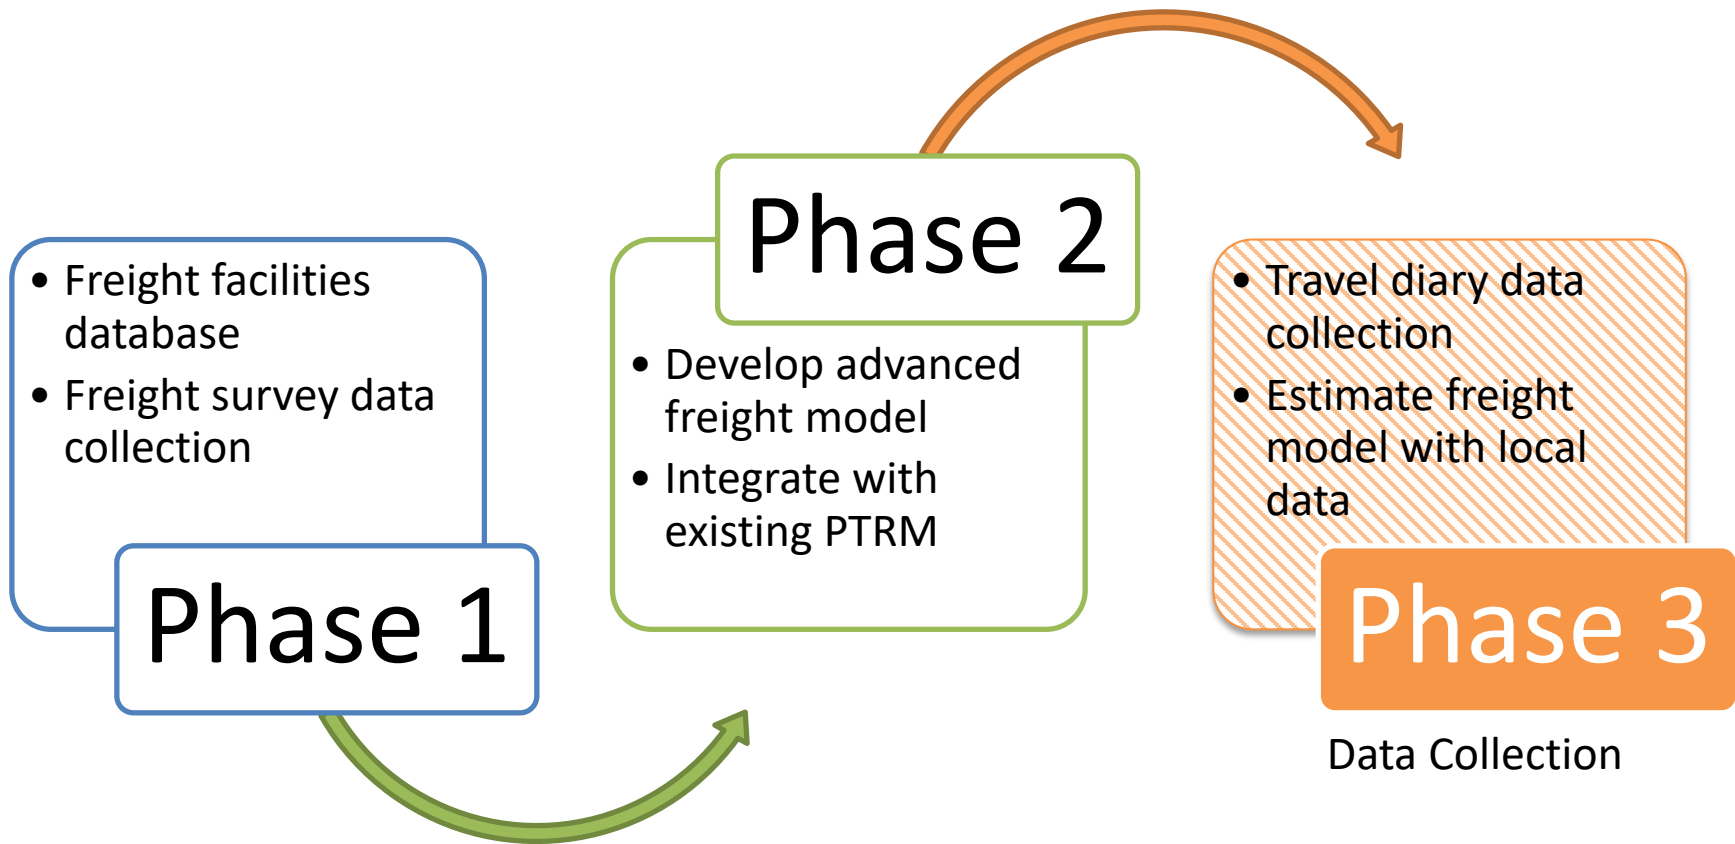 • Freight facilities
database
• Freight survey data
collection
Phase 1
Phase 2
• Develop advanced
freight model
• Integrate with
existing PTRM
• Travel diary data
collection
• Estimate freight
model with local
data
Phase 3
Data Collection